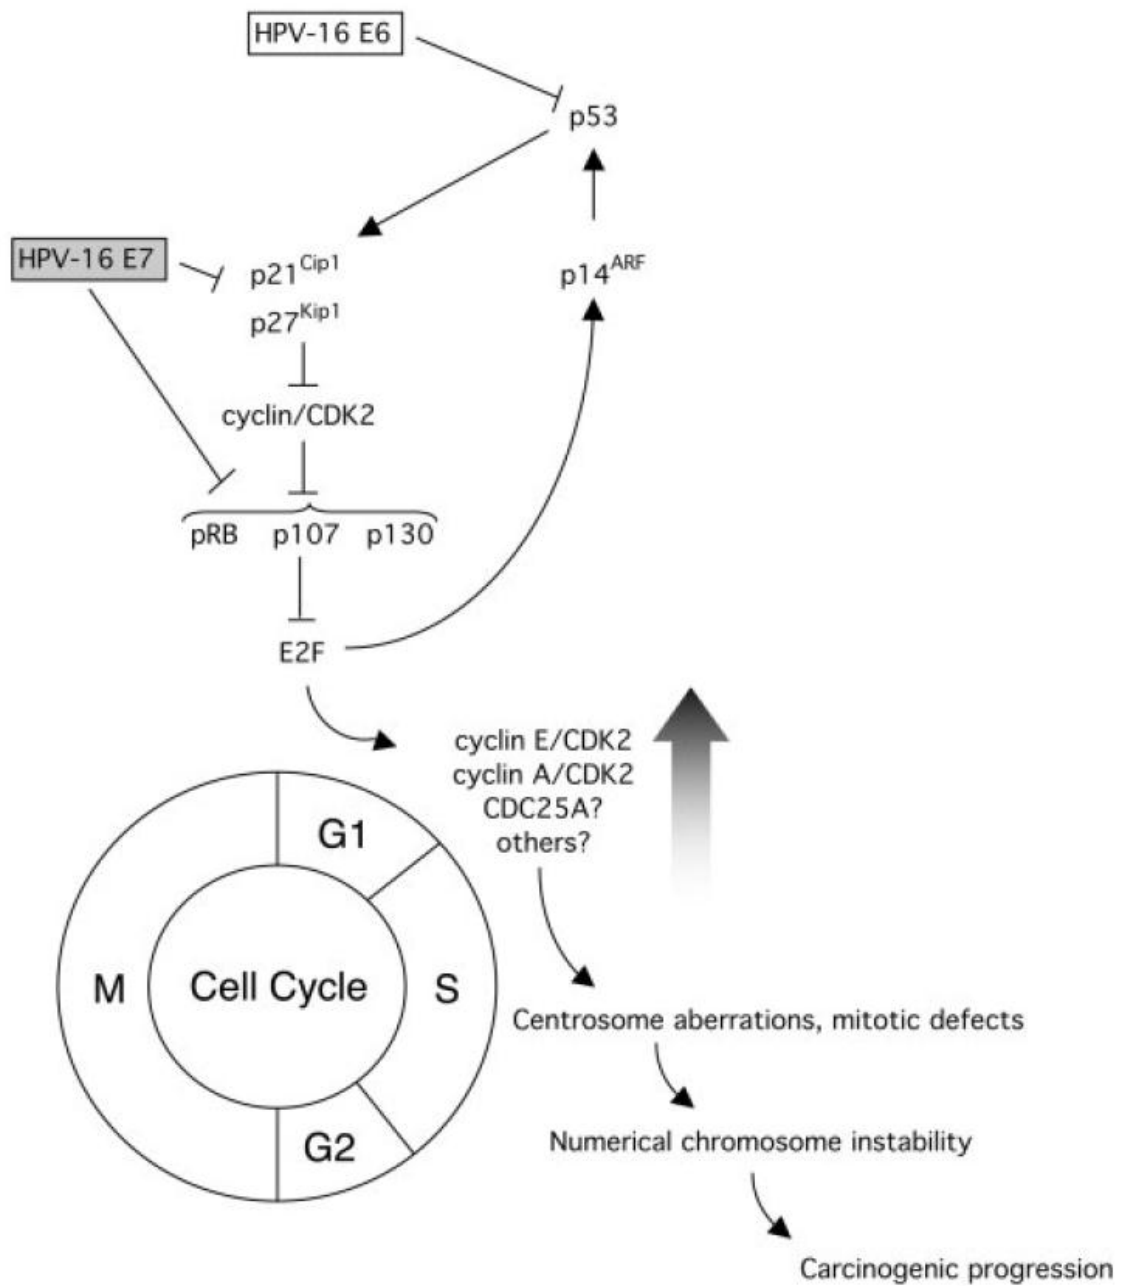 HPV-16 E6
p53
HPV-16 E7
p21Cip1
p14ARF
p27Kip1
cyclin/CDK2
pRB p107 p130
E2F
cyclin E/CDK2
cyclin A/CDK2
CDC25A?
others?
G1
M
Cell Cycle
S
Centrosome aberrations, mitotic defects
G2
Numerical chromosome instability
Carcinogenic progression